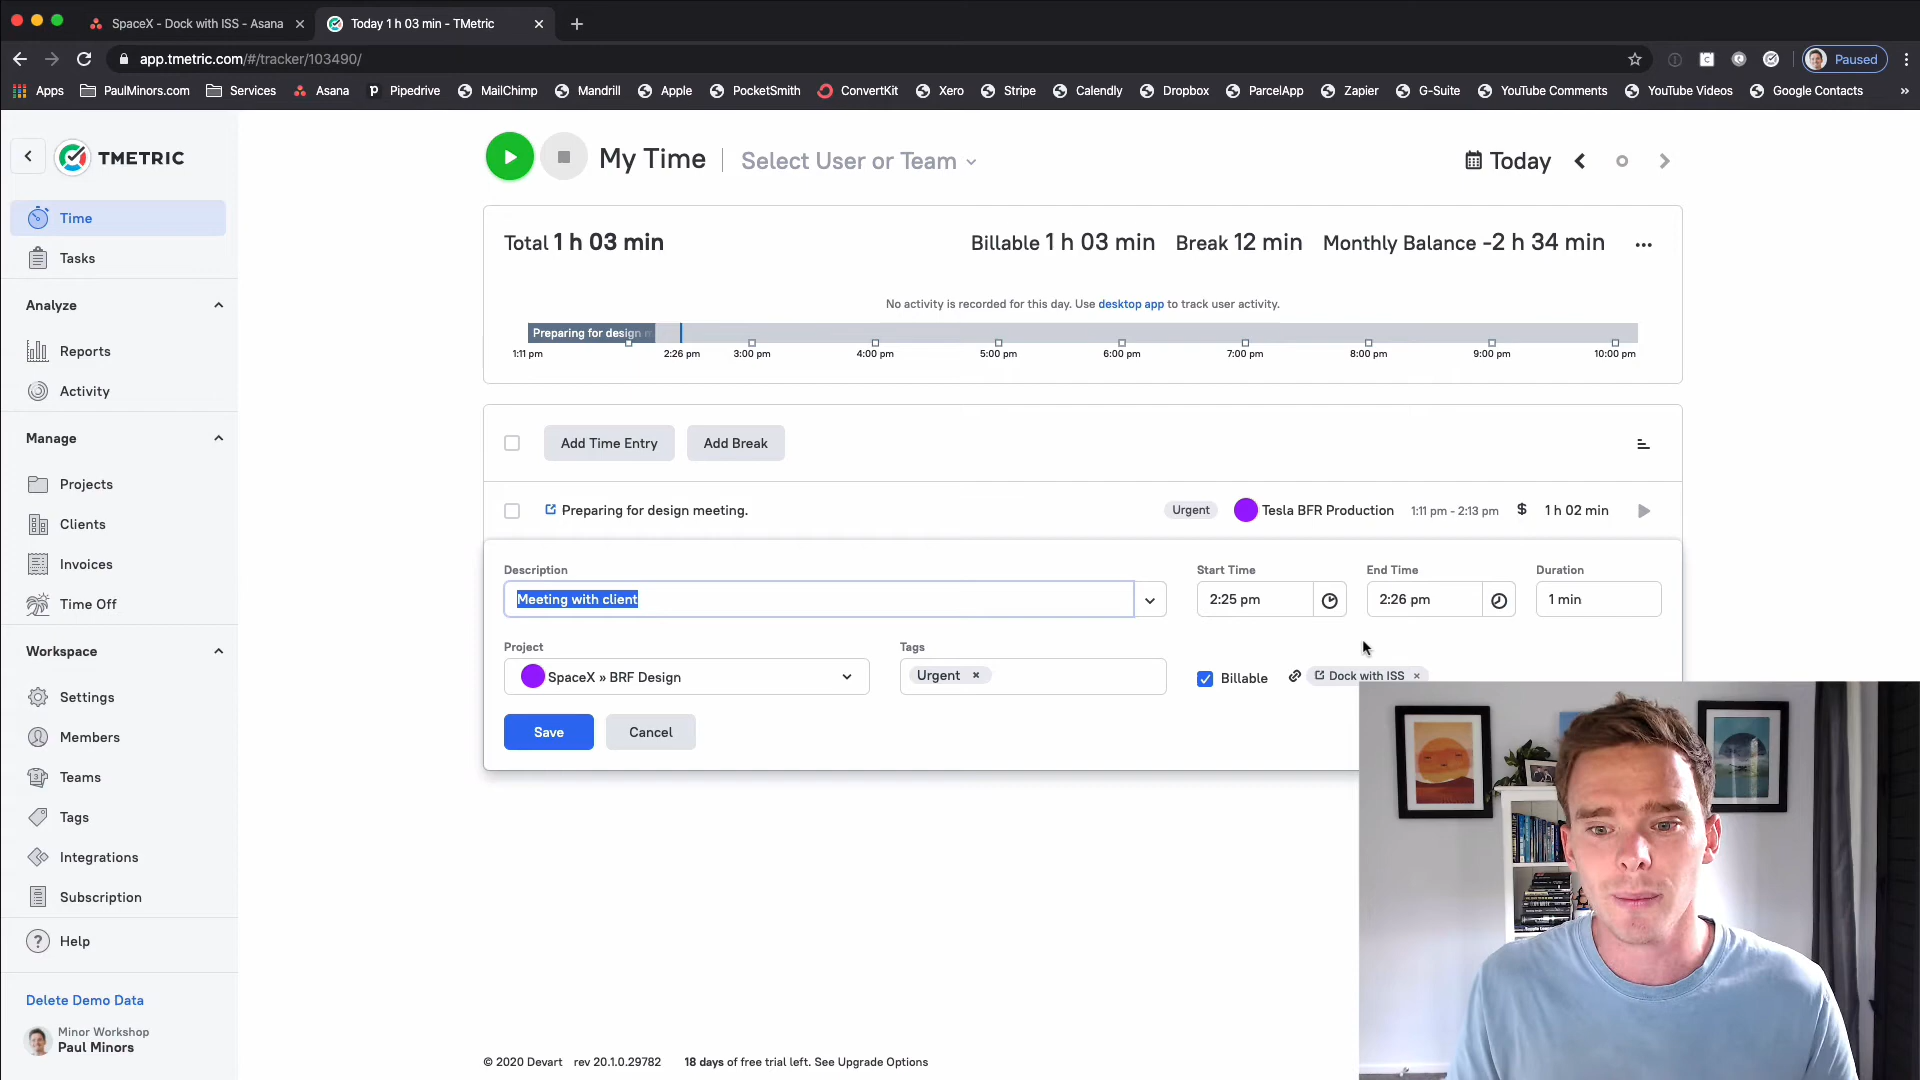 SpaceX - Dock with ISS - Asana
Today 1 h 03 min - TMetric
app.tmetric.com/#/tracker/103490/
Paused
Apps PaulMinors.com Services Asana Pipedrive MailChimp Mandrill Apple PocketSmith ConvertKit Xero Stripe Calendly Dropbox ParcelApp Zapier G-Suite YouTube Comments YouTube Videos Google Contacts »
TMETRIC
Time
Tasks
Analyze
Reports
Activity
Manage
Projects
Clients
Invoices
Time Off
Workspace
Settings
Members
Teams
Tags
Integrations
Subscription
Help
Delete Demo Data
Minor Workshop
Paul Minors
My Time Select User or Team Today
Total 1 h 03 min Billable 1 h 03 min Break 12 min Monthly Balance -2 h 34 min
No activity is recorded for this day. Use desktop app to track user activity.
Preparing for design m
1:11 pm 2:26 pm 3:00 pm 4:00 pm 5:00 pm 6:00 pm 7:00 pm 8:00 pm 9:00 pm 10:00 pm
Add Time Entry Add Break
Preparing for design meeting. Urgent Tesla BFR Production 1:11 pm - 2:13 pm $ 1 h 02 min
Description Start Time End Time Duration
Meeting with client 2:25 pm 2:26 pm 1 min
Project Tags
SpaceX » BRF Design Urgent × Billable Dock with ISS ×
Save Cancel
© 2020 Devart rev 20.1.0.29782 18 days of free trial left. See Upgrade Options